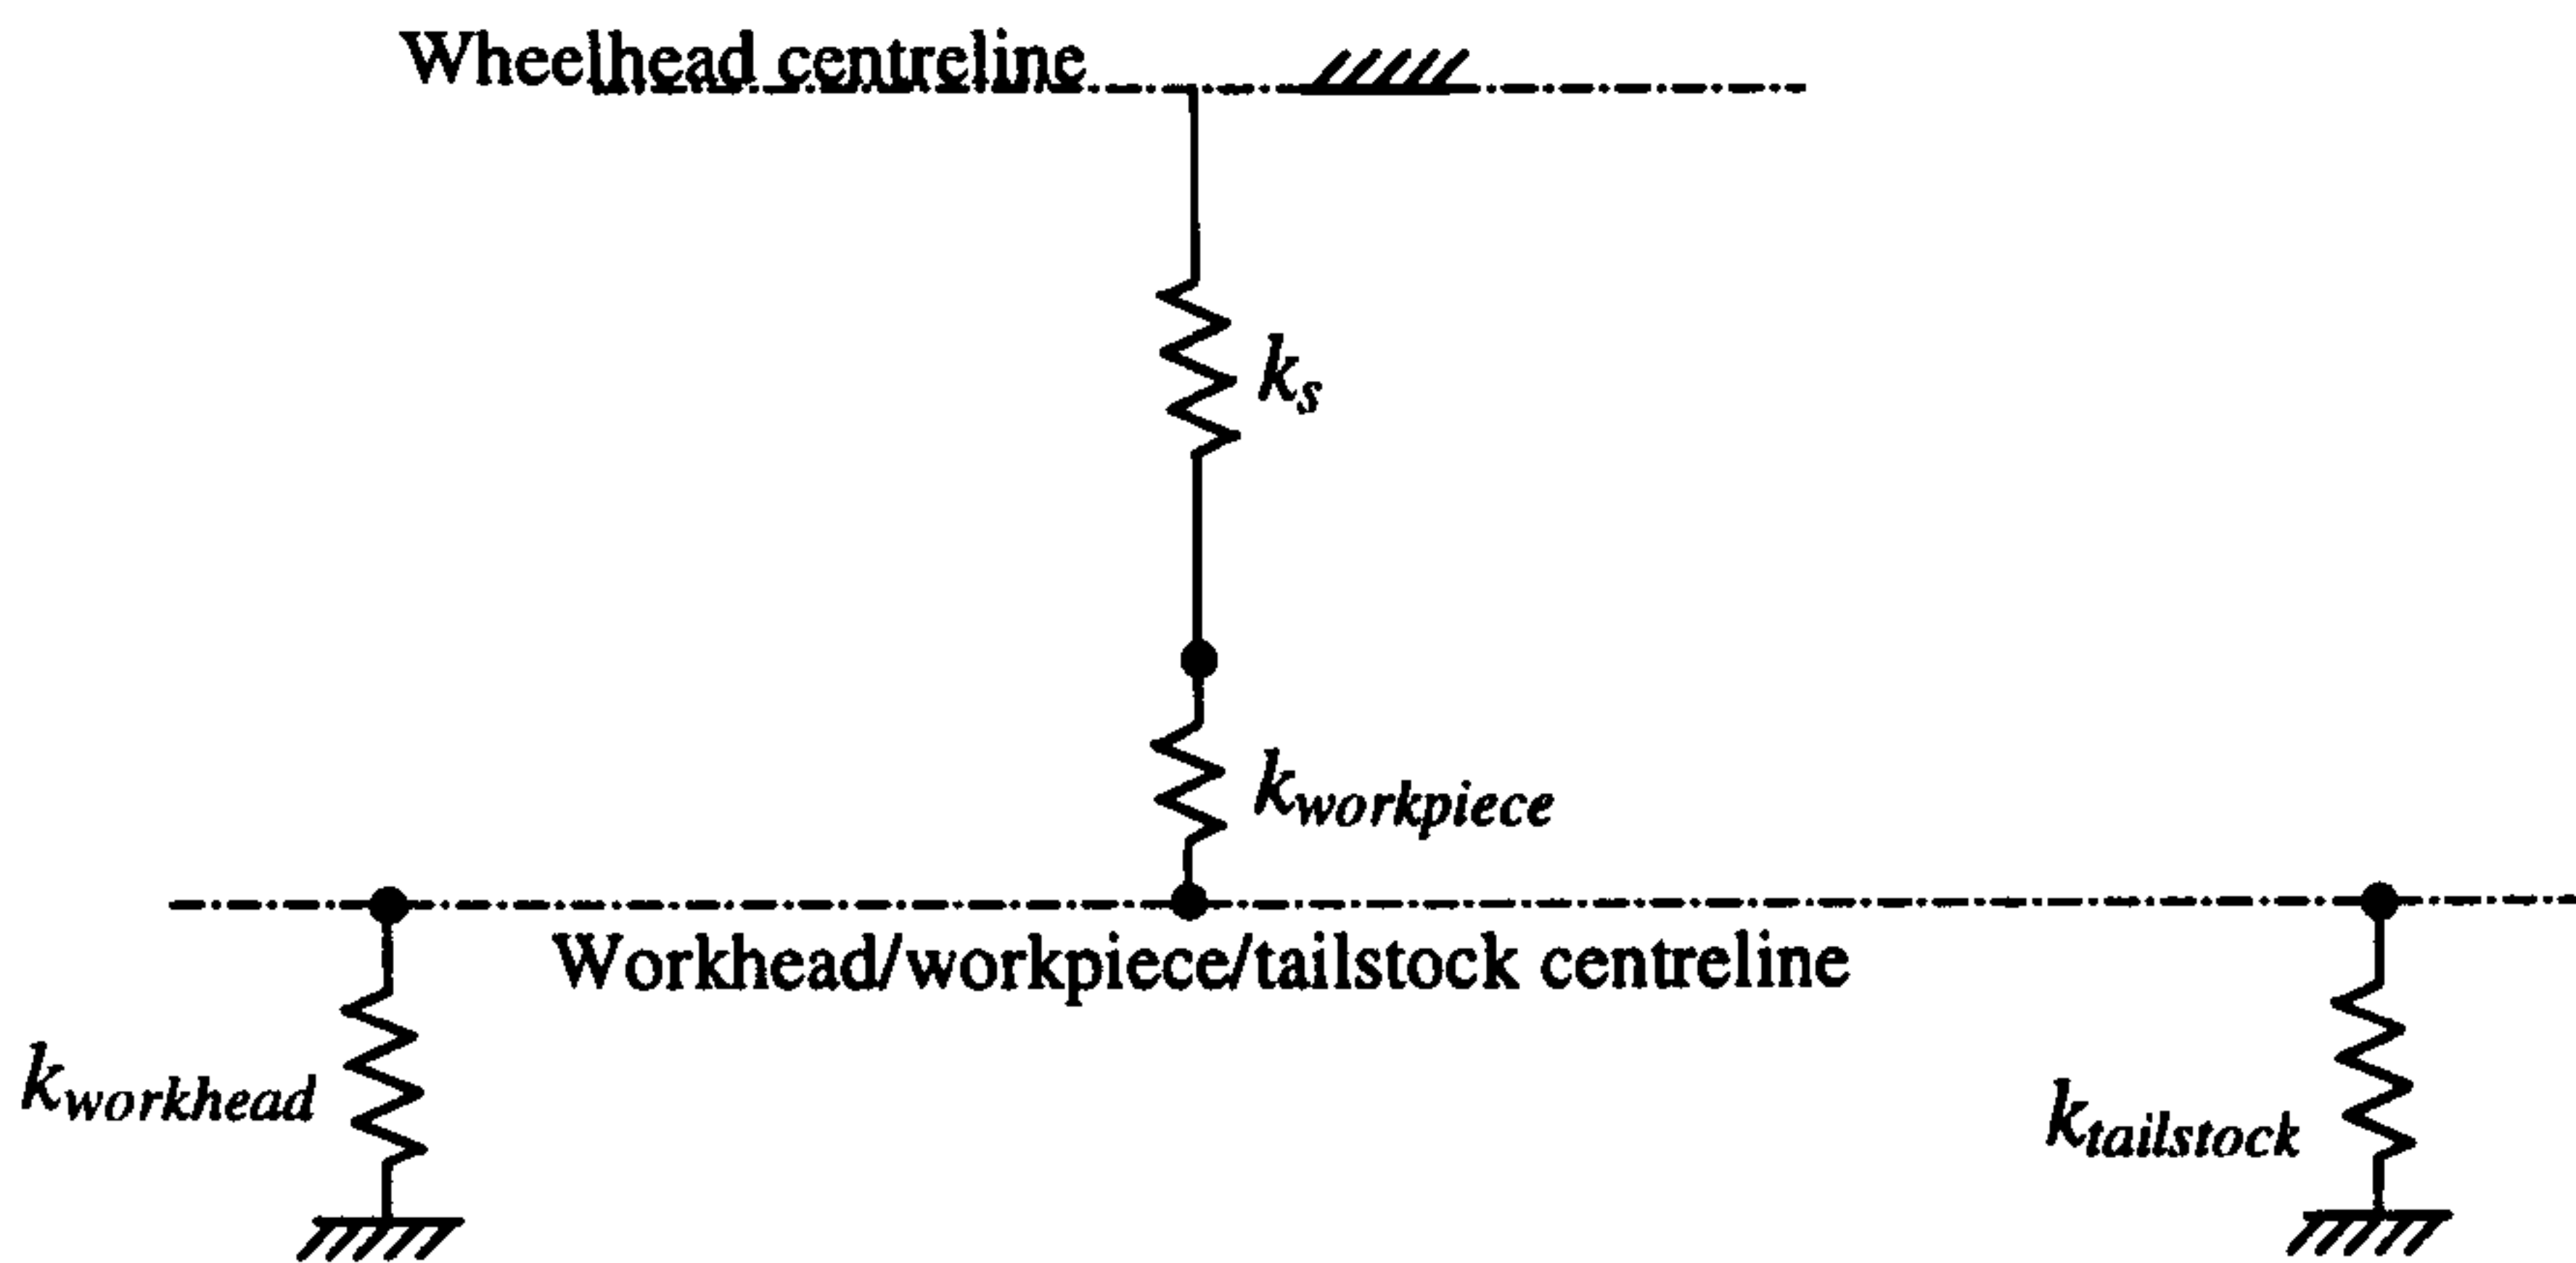 Wheelhead centreline
k_s
k_workpiece
Workhead/workpiece/tailstock centreline
k_workhead
k_tailstock